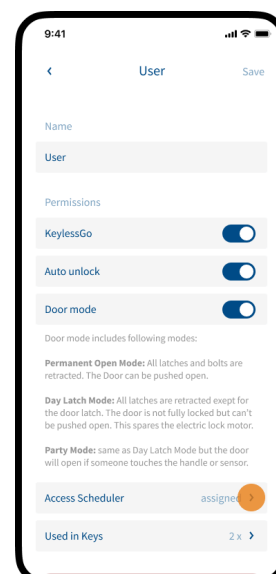 9:41
User
Save
Name
User
Permissions
KeylessGo
Auto unlock
Door mode
Door mode includes following modes:
Permanent Open Mode: All latches and bolts are
retracted. The Door can be pushed open.
Day Latch Mode: All latches are retracted exept for
the door latch. The door is not fully locked but can't
be pushed open. This spares the electric lock motor.
Party Mode: same as Day Latch Mode but the door
will open if someone touches the handle or sensor.
Access Scheduler assigned
Used in Keys 2 x